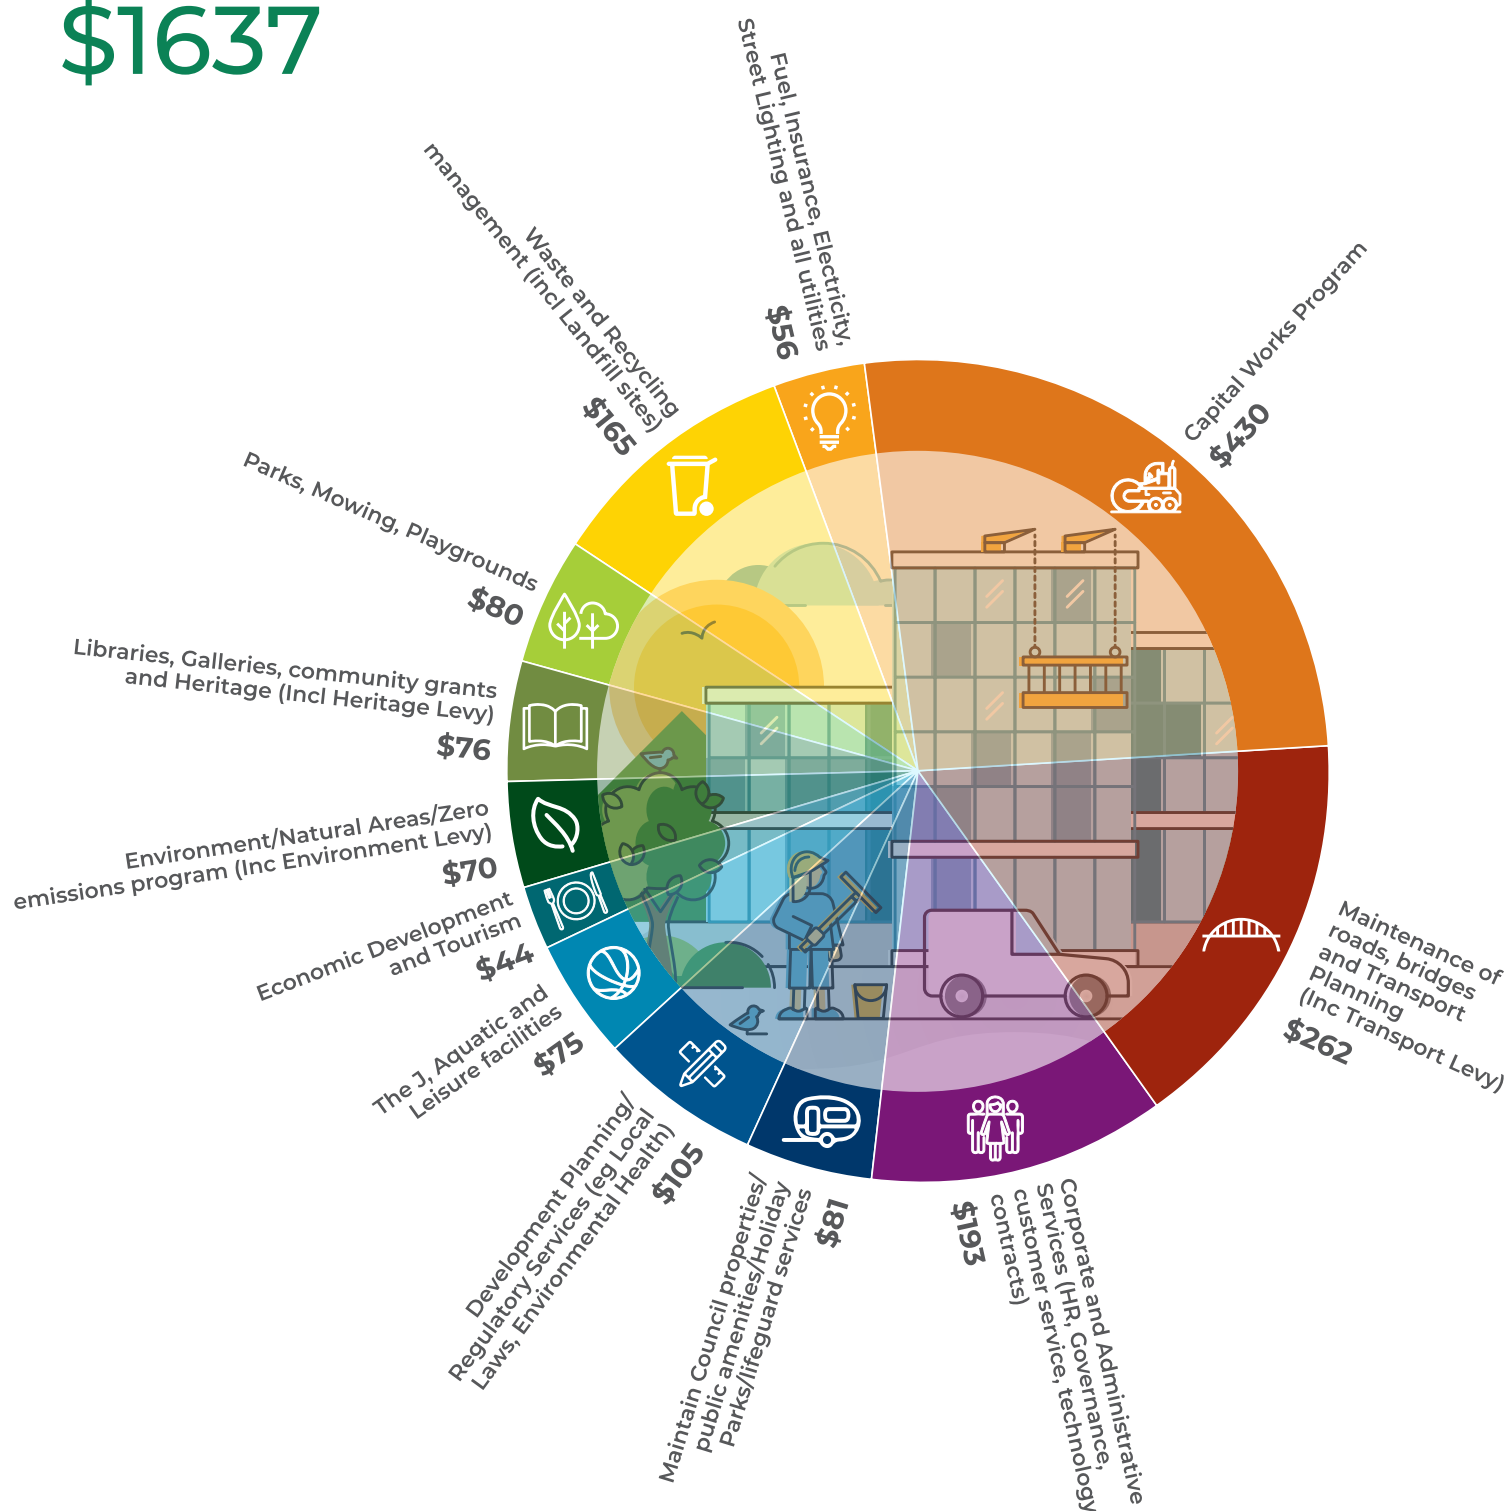 $1637
Fuel, Insurance, Electricity,
Street Lighting and all utilities
$56
Capital Works Program
$430
Maintenance of
roads, bridges
and Transport
Planning
(Inc Transport Levy)
$262
Corporate and Administrative
Services (HR, Governance,
customer service, technology
contracts)
$193
Maintain Council properties/
public amenities/Holiday
Parks/lifeguard services
$81
Development Planning/
Regulatory Services (eg Local
Laws, Environmental Health)
$105
The J, Aquatic and
Leisure facilities
$75
Economic Development
and Tourism
$44
Environment/Natural Areas/Zero
emissions program (Inc Environment Levy)
$70
Libraries, Galleries, community grants
and Heritage (Incl Heritage Levy)
$76
Parks, Mowing, Playgrounds
$80
Waste and Recycling
management (incl Landfill sites)
$165